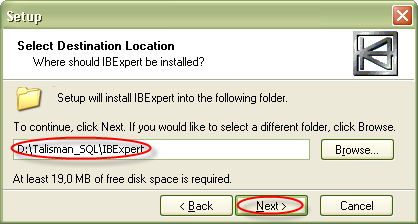 Setup
Select Destination Location
Where should IBExpert be installed?
Setup will install IBExpert into the following folder.
To continue, click Next. If you would like to select a different folder, click Browse.
D:\Talisman_SQL\IBExpert
Browse...
At least 19,0 MB of free disk space is required.
< Back
Next >
Cancel